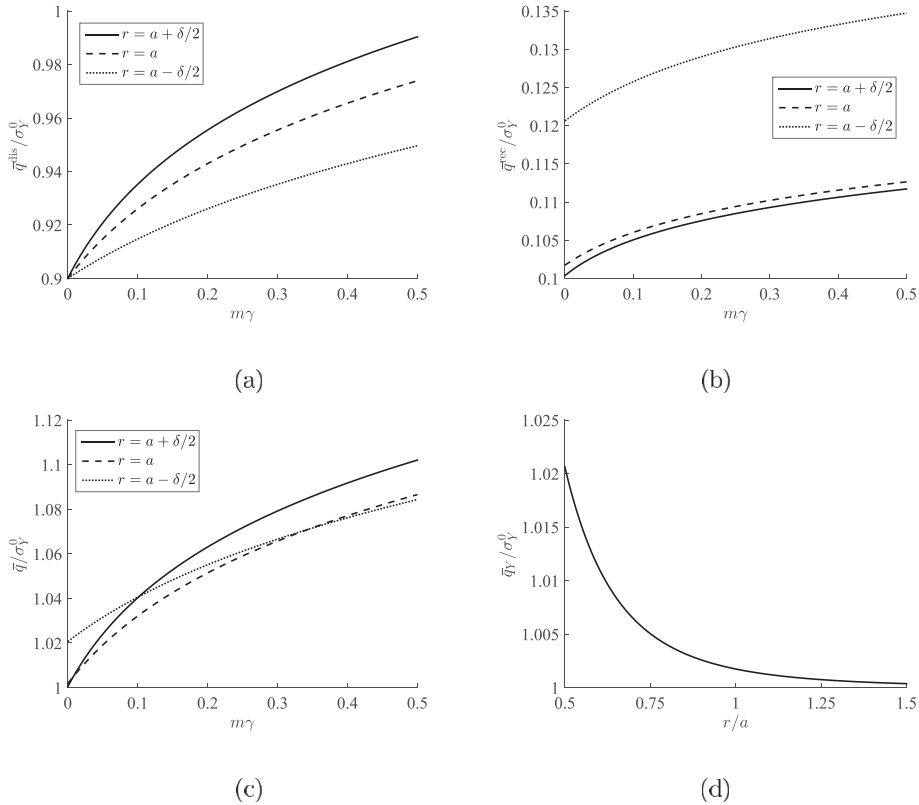 1
0.98
0.96
0.94
0.92
0.9
0 0.1 0.2 0.3 0.4 0.5
mγ
q̄^dis/σ_Y^0
r = a + δ/2
r = a
r = a − δ/2
(a)
0.135
0.13
0.125
0.12
0.115
0.11
0.105
0.1
0 0.1 0.2 0.3 0.4 0.5
mγ
q̄^rec/σ_Y^0
r = a + δ/2
r = a
r = a − δ/2
(b)
1.12
1.1
1.08
1.06
1.04
1.02
1
0 0.1 0.2 0.3 0.4 0.5
mγ
q̄/σ_Y^0
r = a + δ/2
r = a
r = a − δ/2
(c)
1.025
1.02
1.015
1.01
1.005
1
0.5 0.75 1 1.25 1.5
r/a
q̄_Y/σ_Y^0
(d)